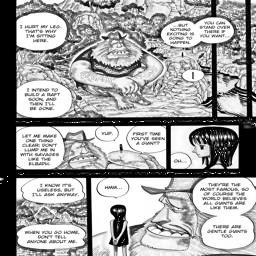 I HURT MY LEG.
THAT'S WHY
I'M SITTING
HERE.
...BUT
NOTHING
EXCITING IS
GOING TO
HAPPEN.
YOU CAN
STAND OVER
THERE IF
YOU WANT.
I INTEND TO
BUILD A RAFT
SOON, AND THEN
I'LL BE
GONE.
LET ME MAKE
ONE THING
CLEAR: DON'T
LUMP ME IN
WITH SAVAGES
LIKE THE
ELBAPH.
YUP.
FIRST TIME
YOU'VE SEEN
A GIANT?
OH...
I KNOW IT'S
USELESS, BUT
I'LL ASK ANYWAY.
WHEN YOU GO HOME,
DON'T TELL
ANYONE ABOUT ME.
HMM...
THEY'RE THE
MOST FAMOUS, SO
OF COURSE THE
WORLD BELIEVES
ALL GIANTS ARE
LIKE THEM.
THERE ARE
GENTLE
GIANTS
TOO.